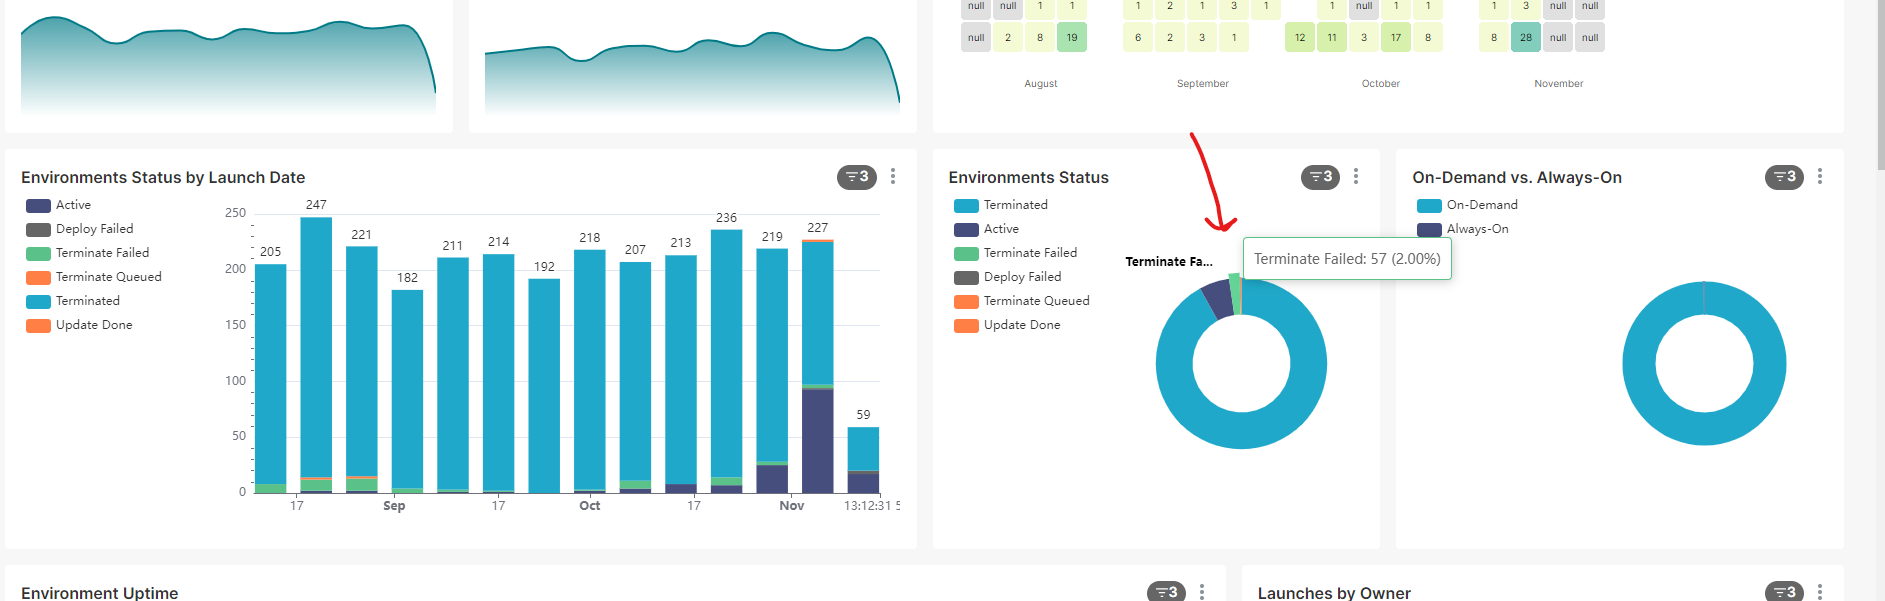 null null 1 1 1 2 1 3 1 1 null 1 1 1 3 null null
null 2 8 19 6 2 3 1 12 11 3 17 8 8 28 null null
August September October November
Environments Status by Launch Date
3
Active
Deploy Failed
Terminate Failed
Terminate Queued
Terminated
Update Done
250
200
150
100
50
0
205 247 221 182 211 214 192 218 207 213 236 219 227 59
17 Sep 17 Oct 17 Nov 13:12:31
Environments Status
3
Terminated
Active
Terminate Failed
Deploy Failed
Terminate Queued
Update Done
Terminate Fa...
Terminate Failed: 57 (2.00%)
On-Demand vs. Always-On
3
On-Demand
Always-On
Environment Uptime
3
Launches by Owner
3